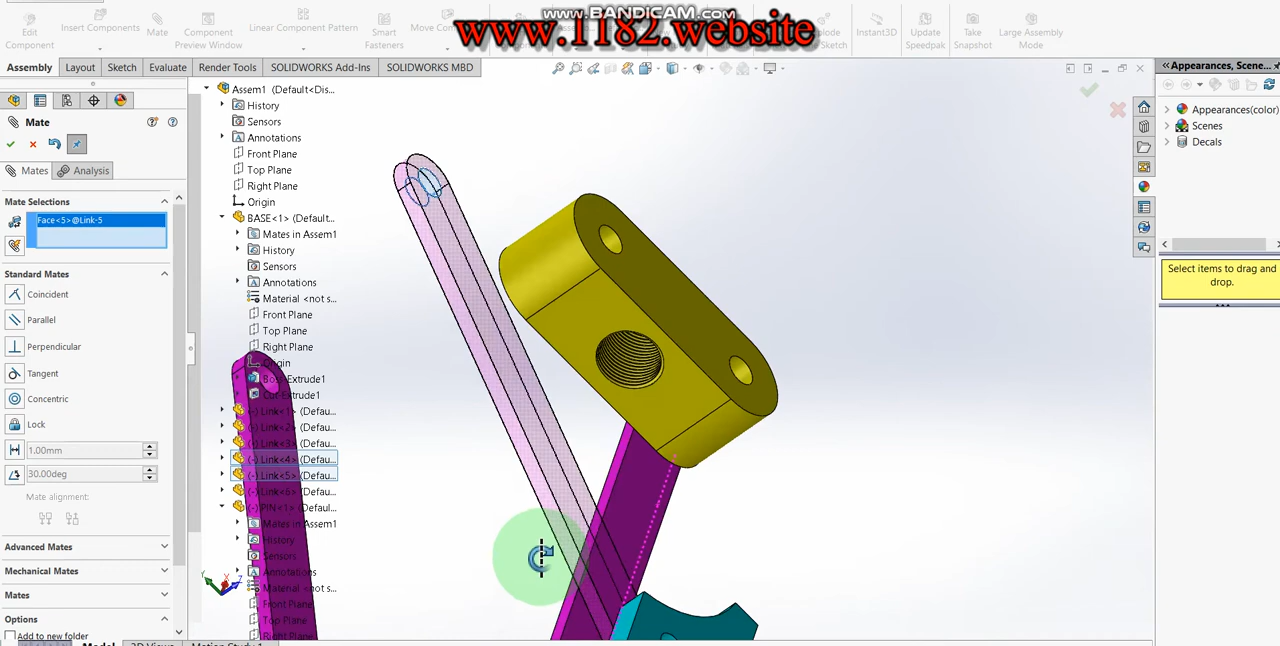 www.BANDICAM.com
www.1182.website
Edit Component
Insert Components
Mate
Component Preview Window
Linear Component Pattern
Smart Fasteners
Move Co
Instant3D
Update Speedpak
Take Snapshot
Large Assembly Mode
Assembly
Layout
Sketch
Evaluate
Render Tools
SOLIDWORKS Add-Ins
SOLIDWORKS MBD
Mate
Mates
Analysis
Mate Selections
Face<5>@Link-5
Standard Mates
Coincident
Parallel
Perpendicular
Tangent
Concentric
Lock
1.00mm
30.00deg
Mate alignment:
Advanced Mates
Mechanical Mates
Mates
Options
Add to new folder
Assem1 (Default<Dis...
History
Sensors
Annotations
Front Plane
Top Plane
Right Plane
Origin
BASE<1> (Default...
Mates in Assem1
History
Sensors
Annotations
Material <not s...
Front Plane
Top Plane
Right Plane
Origin
Boss-Extrude1
Cut-Extrude1
(-) Link<1> (Defau...
(-) Link<2> (Defau...
(-) Link<3> (Defau...
(-) Link<4> (Defau...
(-) Link<5> (Defau...
(-) Link<6> (Defau...
(-) PIN<1> (Defaul...
Mates in Assem1
History
Sensors
Annotations
Material <not s...
Front Plane
Top Plane
Right Plane
Model
3D Views
Motion Study 1
Appearances, Scene...
Appearances(color)
Scenes
Decals
Select items to drag and
drop.